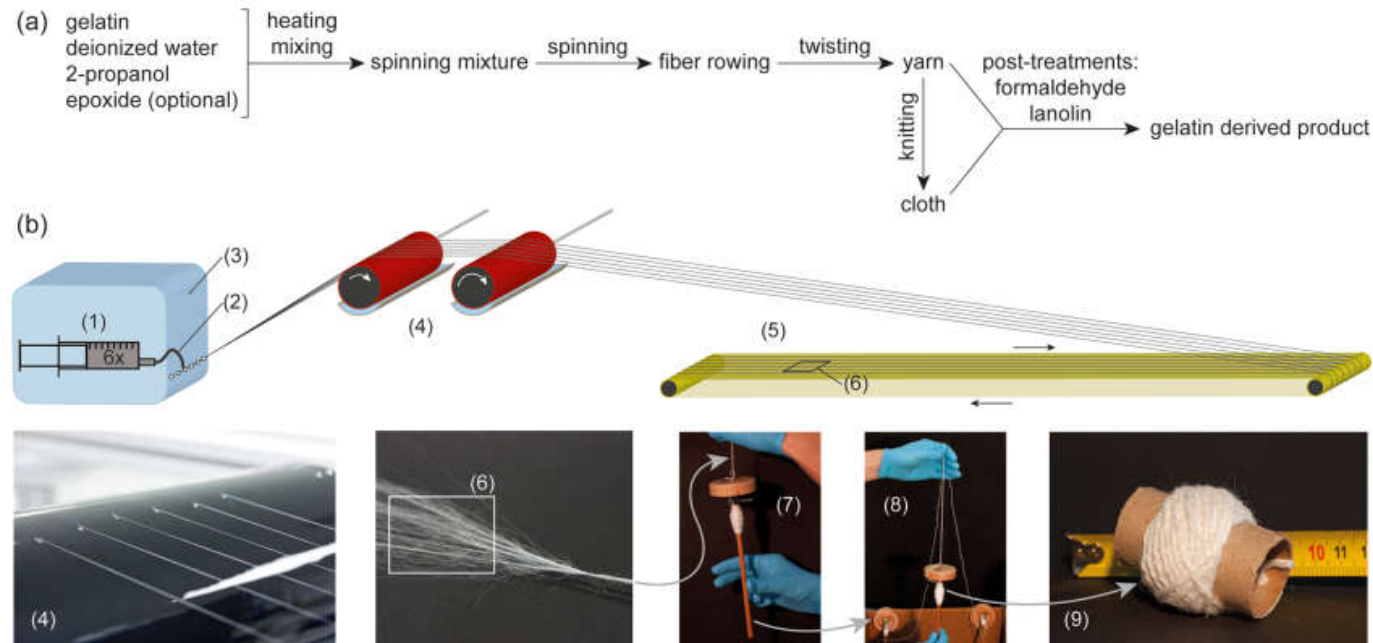 (a)
gelatin
deionized water
2-propanol
epoxide (optional)
heating
mixing
spinning mixture
spinning
fiber rowing
twisting
yarn
knitting
cloth
post-treatments:
formaldehyde
lanolin
gelatin derived product
(b)
(3)
(2)
(1)
6x
(4)
(5)
(6)
(4)
(6)
(7)
(8)
(9)
10 11